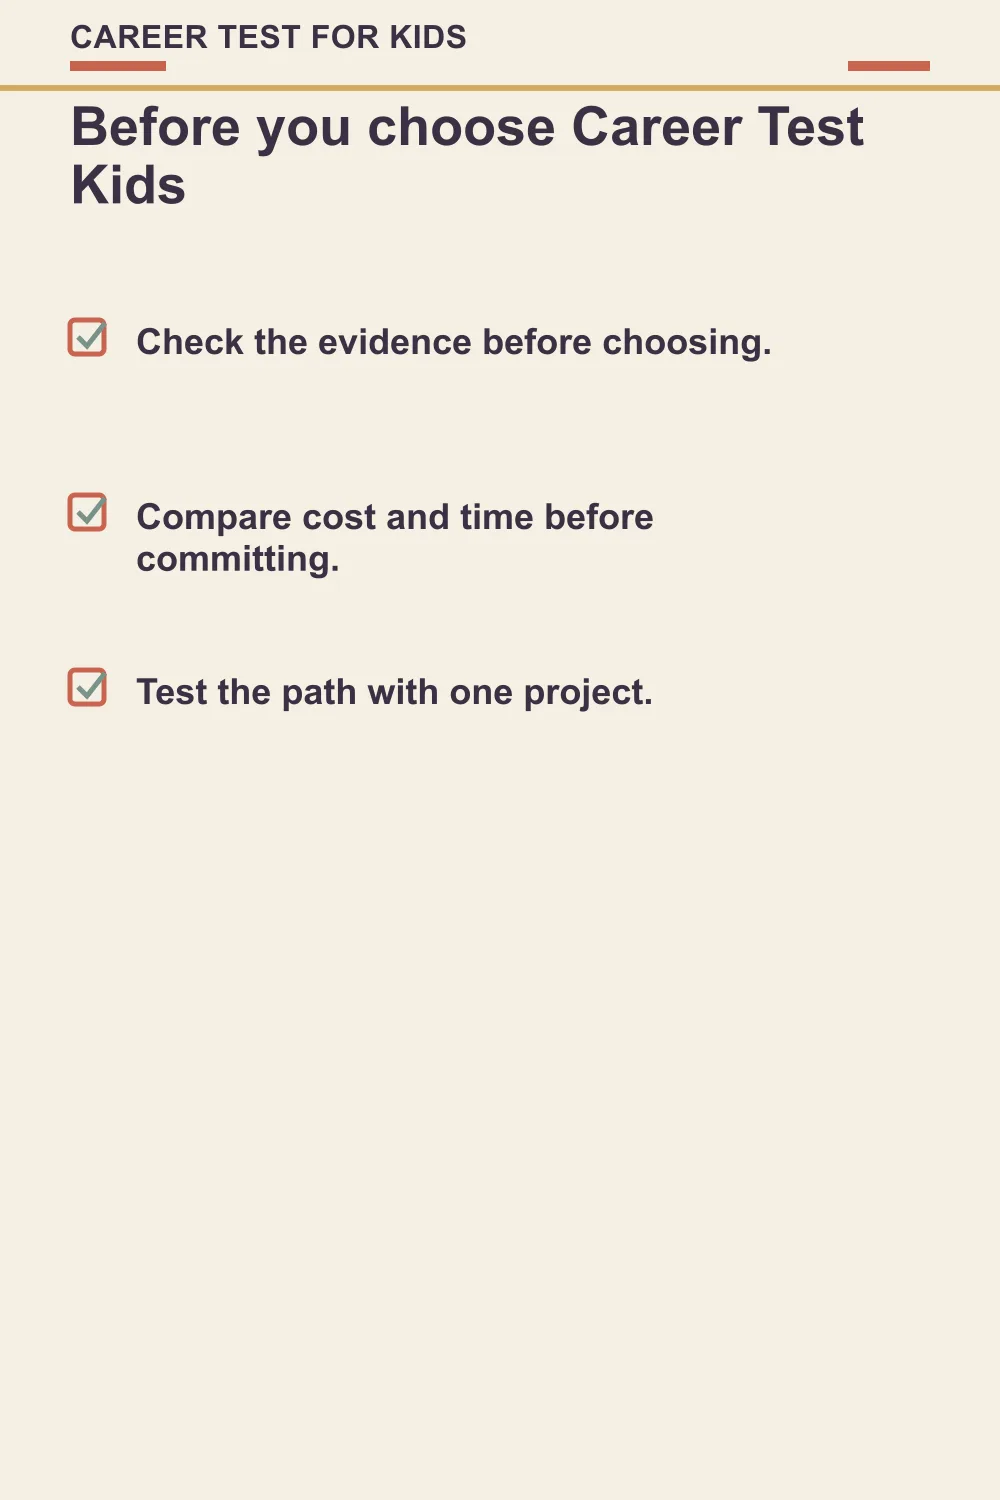 CAREER TEST FOR KIDS
Before you choose Career Test
Kids
Check the evidence before choosing.
Compare cost and time before
committing.
Test the path with one project.